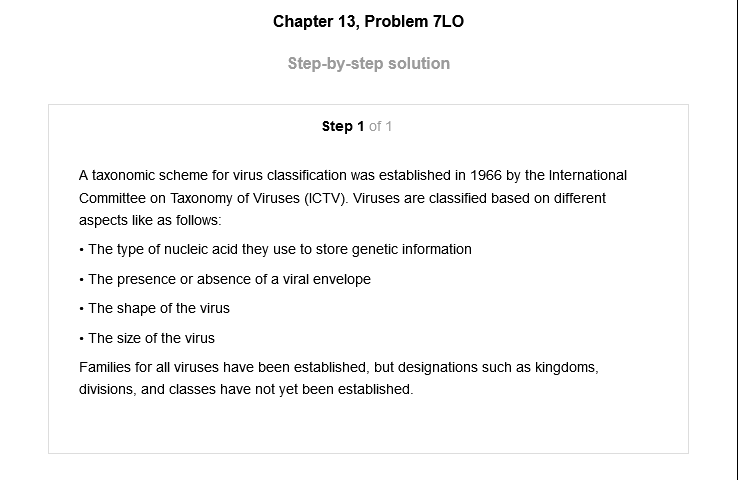 Chapter 13, Problem 7LO
Step-by-step solution
Step 1 of 1
A taxonomic scheme for virus classification was established in 1966 by the International
Committee on Taxonomy of Viruses (ICTV). Viruses are classified based on different
aspects like as follows:
• The type of nucleic acid they use to store genetic information
• The presence or absence of a viral envelope
• The shape of the virus
• The size of the virus
Families for all viruses have been established, but designations such as kingdoms,
divisions, and classes have not yet been established.